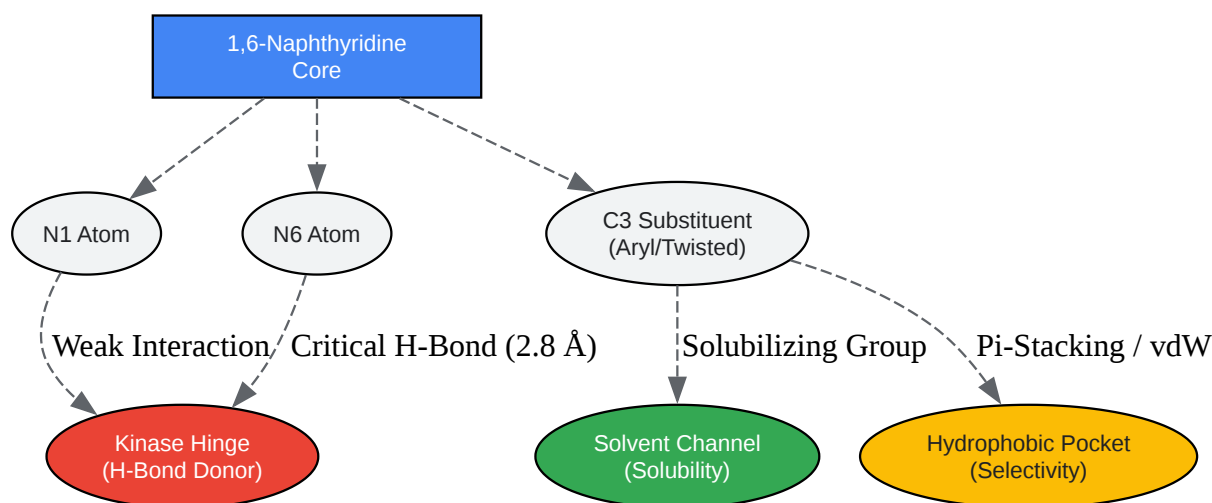 1,6-Naphthyridine
Core
N1 Atom
N6 Atom
C3 Substituent
(Aryl/Twisted)
Weak Interaction
Critical H-Bond (2.8 Å)
Solubilizing Group
Pi-Stacking / vdW
Kinase Hinge
(H-Bond Donor)
Solvent Channel
(Solubility)
Hydrophobic Pocket
(Selectivity)